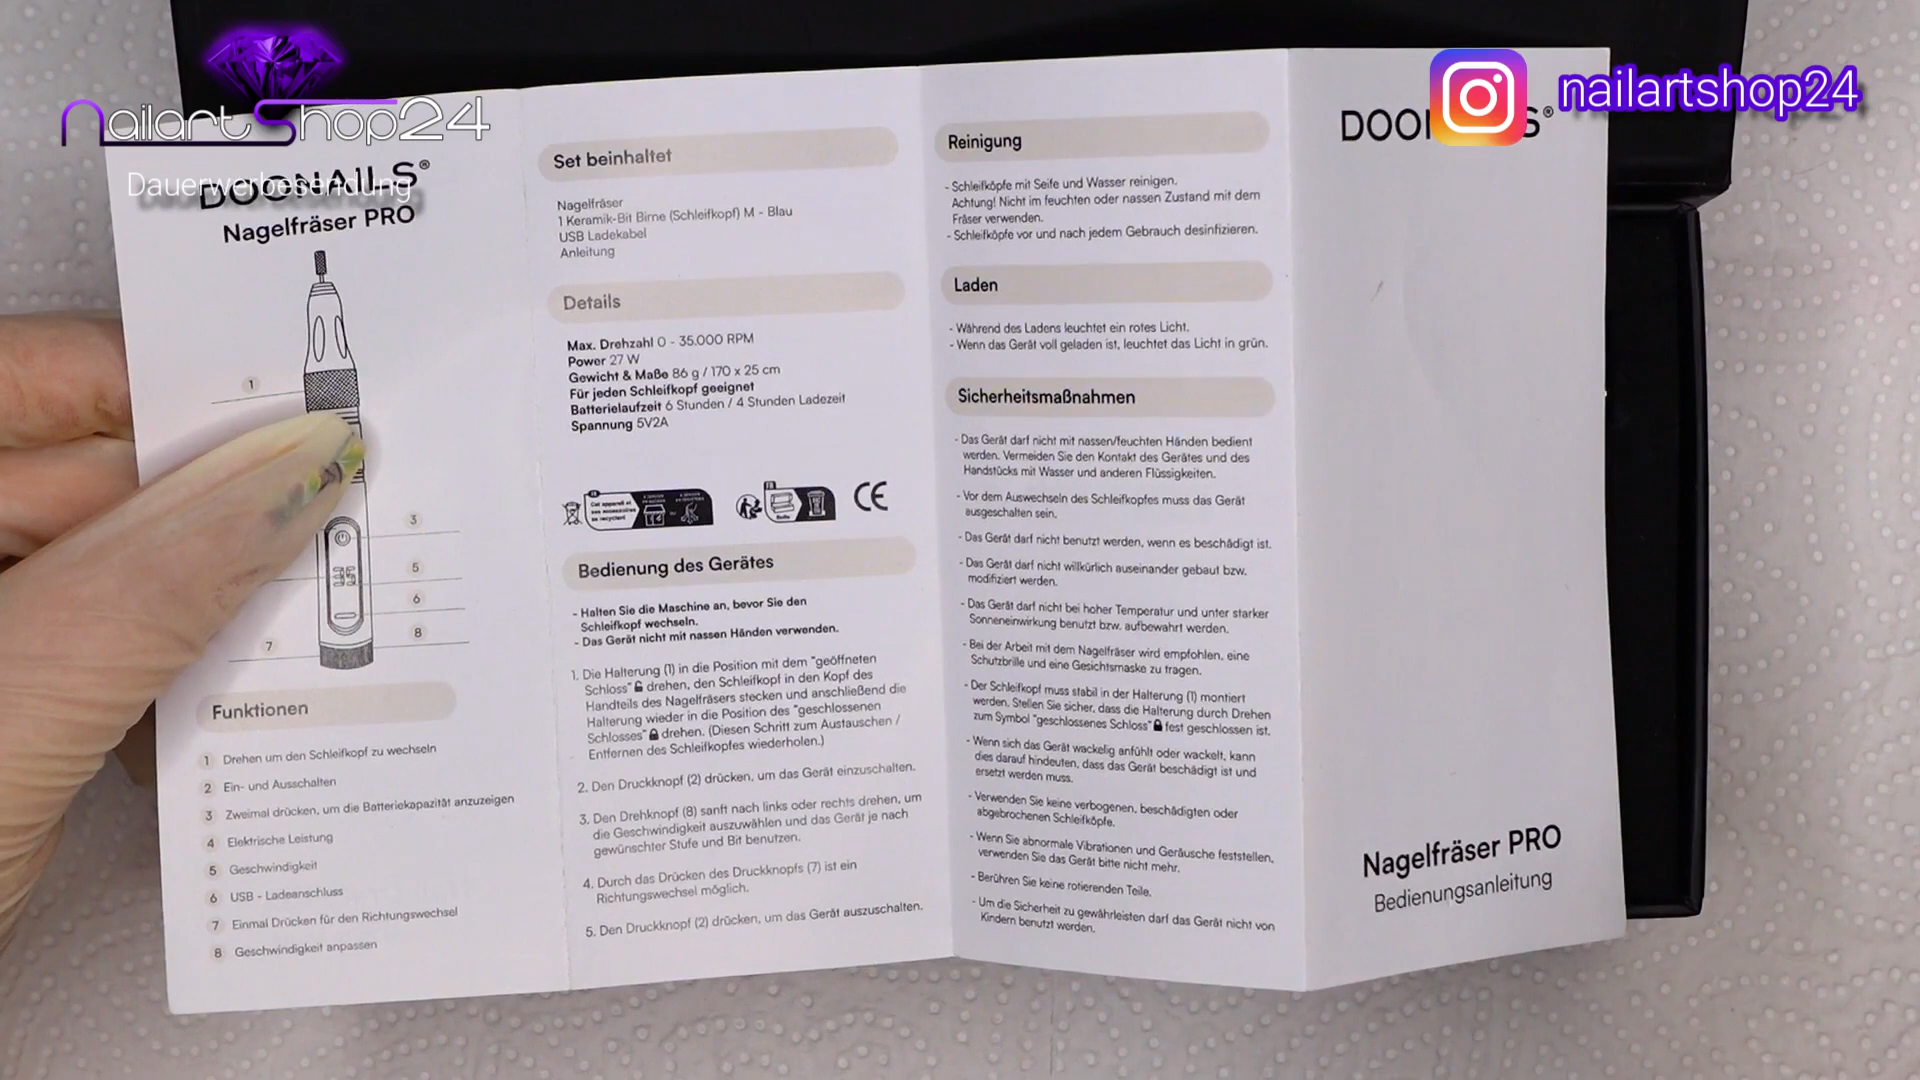 nailart Shop24
Dauerwerbesendung
nailartshop24
DOONAILS®
Nagelfräser PRO
1
3
5
6
7
8
Funktionen
1 Drehen um den Schleifkopf zu wechseln
2 Ein- und Ausschalten
3 Zweimal drücken, um die Batteriekapazität anzuzeigen
4 Elektrische Leistung
5 Geschwindigkeit
6 USB - Ladeanschluss
7 Einmal Drücken für den Richtungswechsel
8 Geschwindigkeit anpassen
Set beinhaltet
Nagelfräser
1 Keramik-Bit Birne (Schleifkopf) M - Blau
USB Ladekabel
Anleitung
Details
Max. Drehzahl 0 - 35.000 RPM
Power 27 W
Gewicht & Maße 86 g / 170 x 25 cm
Für jeden Schleifkopf geeignet
Batterielaufzeit 6 Stunden / 4 Stunden Ladezeit
Spannung 5V2A
FR
Cet appareil et
ses accessoires
se recyclent
FR
CE
Bedienung des Gerätes
- Halten Sie die Maschine an, bevor Sie den
Schleifkopf wechseln.
- Das Gerät nicht mit nassen Händen verwenden.
1. Die Halterung (1) in die Position mit dem "geöffneten
Schloss" drehen, den Schleifkopf in den Kopf des
Handteils des Nagelfräsers stecken und anschließend die
Halterung wieder in die Position des "geschlossenen
Schlosses" drehen. (Diesen Schritt zum Austauschen /
Entfernen des Schleifkopfes wiederholen.)
2. Den Druckknopf (2) drücken, um das Gerät einzuschalten.
3. Den Drehknopf (8) sanft nach links oder rechts drehen, um
die Geschwindigkeit auszuwählen und das Gerät je nach
gewünschter Stufe und Bit benutzen.
4. Durch das Drücken des Druckknopfs (7) ist ein
Richtungswechsel möglich.
5. Den Druckknopf (2) drücken, um das Gerät auszuschalten.
Reinigung
- Schleifköpfe mit Seife und Wasser reinigen.
Achtung! Nicht im feuchten oder nassen Zustand mit dem
Fräser verwenden.
- Schleifköpfe vor und nach jedem Gebrauch desinfizieren.
Laden
- Während des Ladens leuchtet ein rotes Licht.
- Wenn das Gerät voll geladen ist, leuchtet das Licht in grün.
Sicherheitsmaßnahmen
- Das Gerät darf nicht mit nassen/feuchten Händen bedient
werden. Vermeiden Sie den Kontakt des Gerätes und des
Handstücks mit Wasser und anderen Flüssigkeiten.
- Vor dem Auswechseln des Schleifkopfes muss das Gerät
ausgeschalten sein.
- Das Gerät darf nicht benutzt werden, wenn es beschädigt ist.
- Das Gerät darf nicht willkürlich auseinander gebaut bzw.
modifiziert werden.
- Das Gerät darf nicht bei hoher Temperatur und unter starker
Sonneneinwirkung benutzt bzw. aufbewahrt werden.
- Bei der Arbeit mit dem Nagelfräser wird empfohlen, eine
Schutzbrille und eine Gesichtsmaske zu tragen.
- Der Schleifkopf muss stabil in der Halterung (1) montiert
werden. Stellen Sie sicher, dass die Halterung durch Drehen
zum Symbol "geschlossenes Schloss" fest geschlossen ist.
- Wenn sich das Gerät wackelig anfühlt oder wackelt, kann
dies darauf hindeuten, dass das Gerät beschädigt ist und
ersetzt werden muss.
- Verwenden Sie keine verbogenen, beschädigten oder
abgebrochenen Schleifköpfe.
- Wenn Sie abnormale Vibrationen und Geräusche feststellen,
verwenden Sie das Gerät bitte nicht mehr.
- Berühren Sie keine rotierenden Teile.
- Um die Sicherheit zu gewährleisten darf das Gerät nicht von
Kindern benutzt werden.
Nagelfräser PRO
Bedienungsanleitung